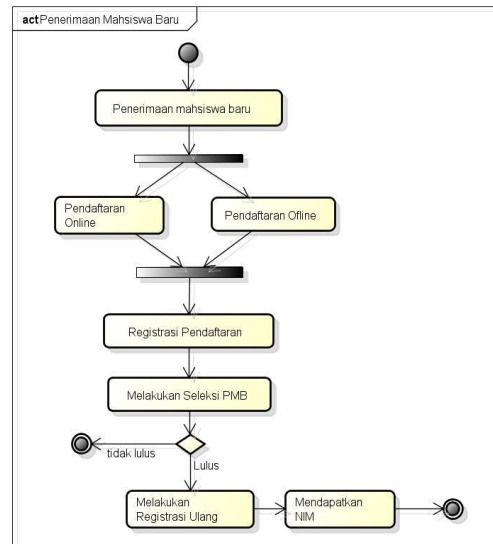 act Penerimaan Mahsiswa Baru
Penerimaan mahsiswa baru
Pendaftaran
Online
Pendaftaran Ofline
Registrasi Pendaftaran
Melakukan Seleksi PMB
tidak lulus
Lulus
Melakukan
Registrasi Ulang
Mendapatkan
NIM